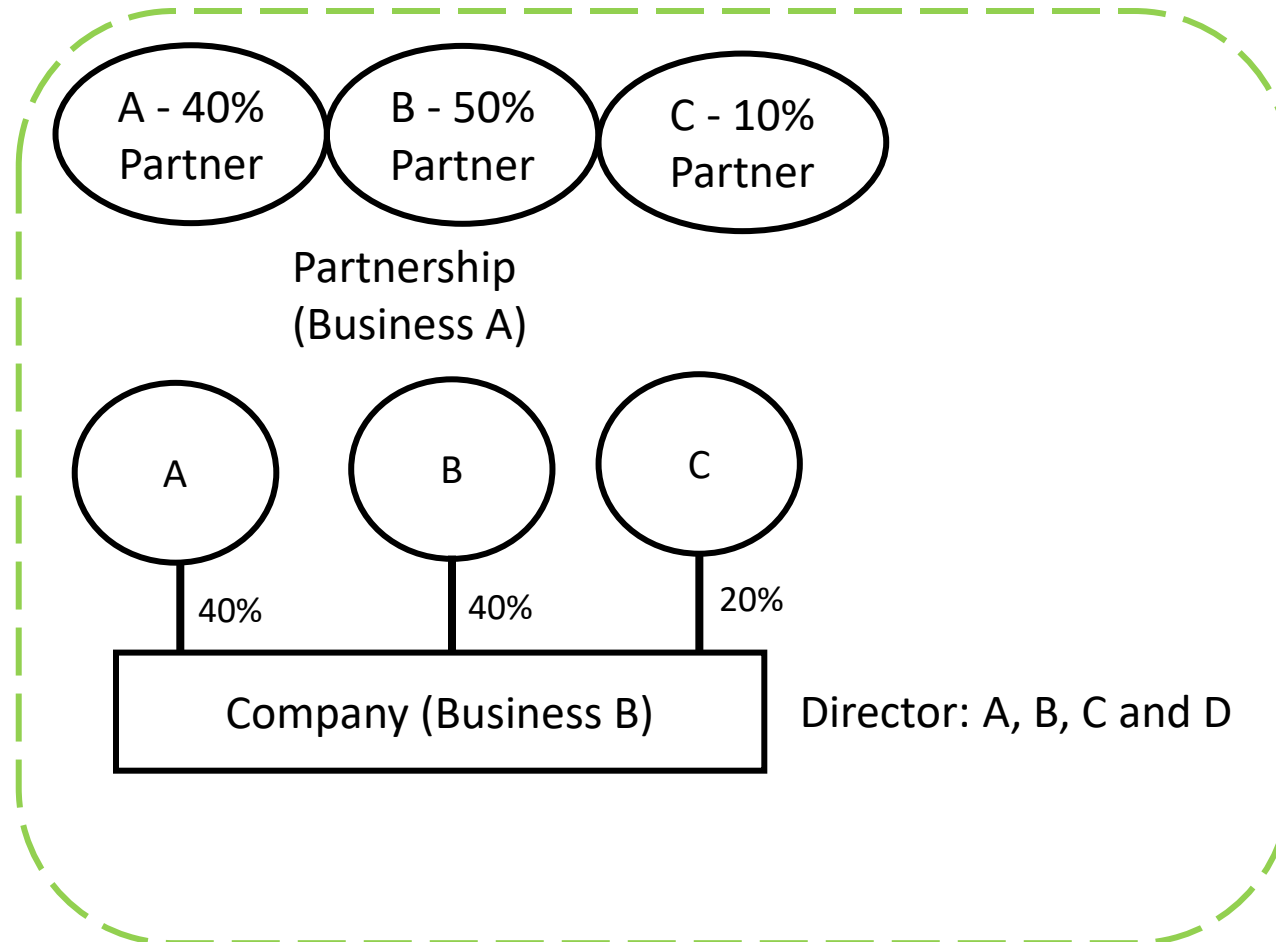 A - 40%
Partner
B - 50%
Partner
C - 10%
Partner
Partnership
(Business A)
A
B
C
40%
40%
20%
Company (Business B)
Director: A, B, C and D